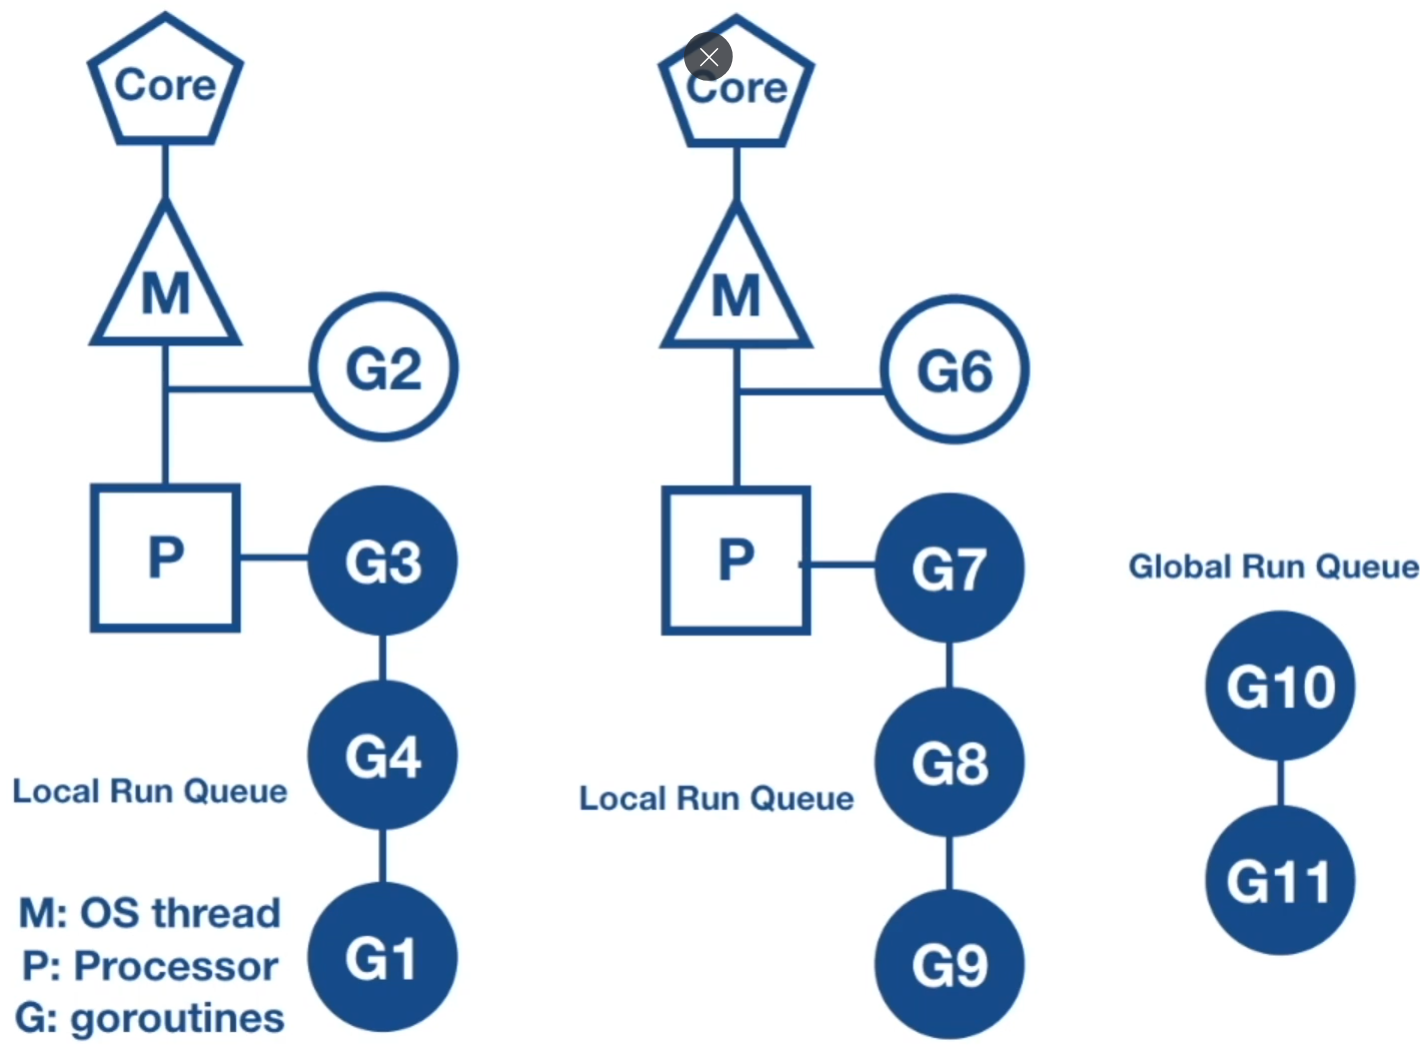 Core
Core
M
M
G2
G6
P
G3
P
G7
Global Run Queue
G10
G4
G8
Local Run Queue
Local Run Queue
G11
M: OS thread
P: Processor
G: goroutines
G1
G9